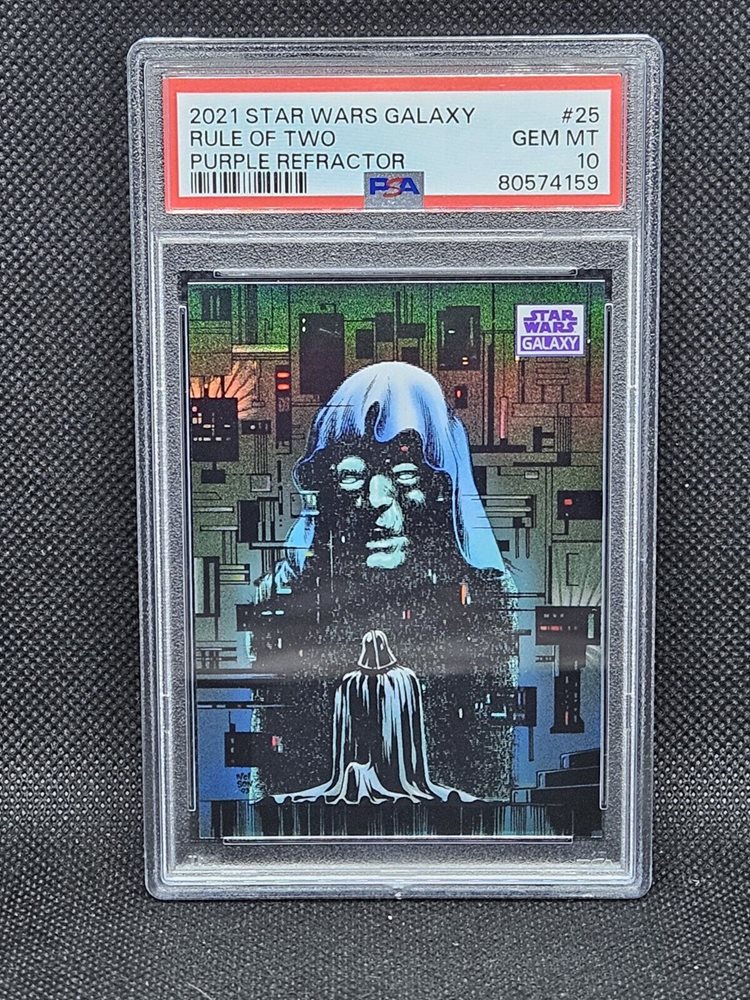 2021 STAR WARS GALAXY #25
RULE OF TWO GEM MT
PURPLE REFRACTOR 10
PSA 80574159
STAR
WARS
GALAXY